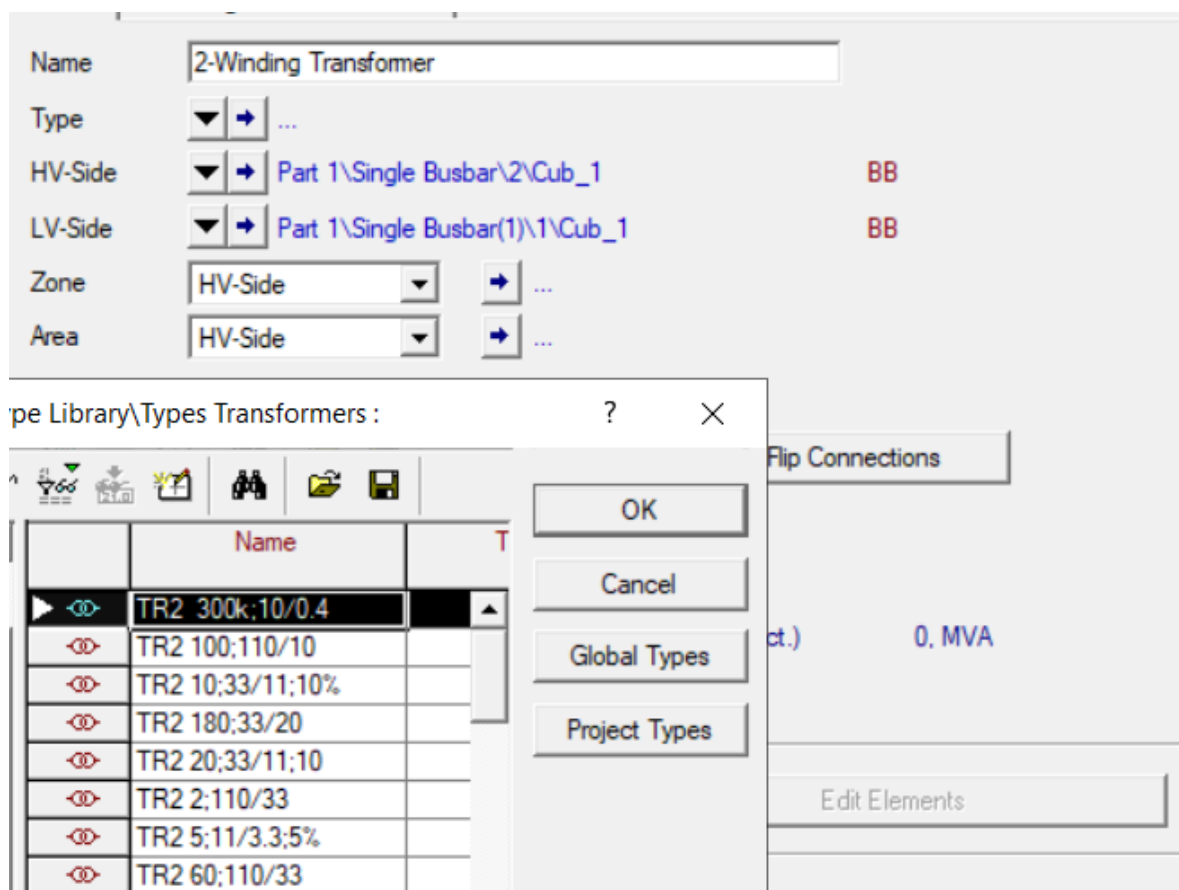 Name 2-Winding Transformer
Type ...
HV-Side Part 1\Single Busbar\2\Cub_1 BB
LV-Side Part 1\Single Busbar(1)\1\Cub_1 BB
Zone HV-Side ...
Area HV-Side ...
Library\Types Transformers : ?
Flip Connections
OK
Name T
Cancel
TR2 300k;10/0.4
TR2 100;110/10
Global Types
0, MVA
TR2 10;33/11;10%
TR2 180;33/20
Project Types
TR2 20;33/11;10
TR2 2;110/33
Edit Elements
TR2 5;11/3.3;5%
TR2 60;110/33